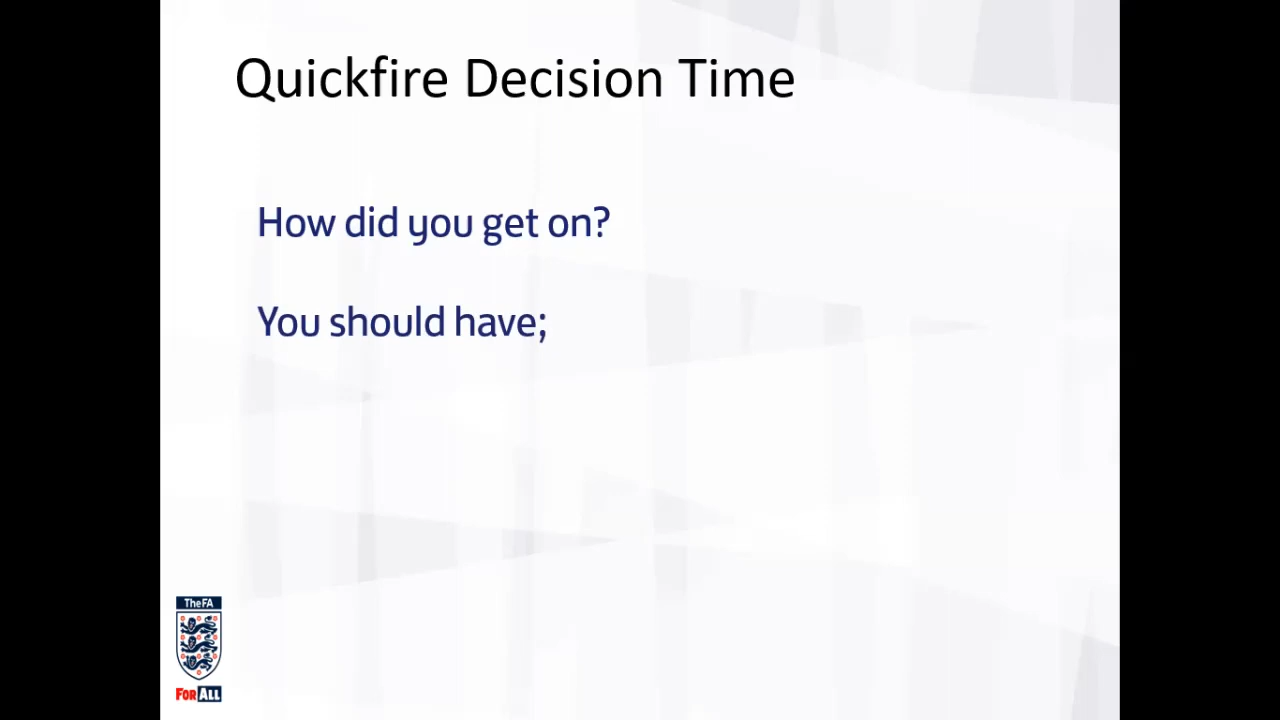 Quickfire Decision Time
How did you get on?
You should have;
TheFA
FOR ALL